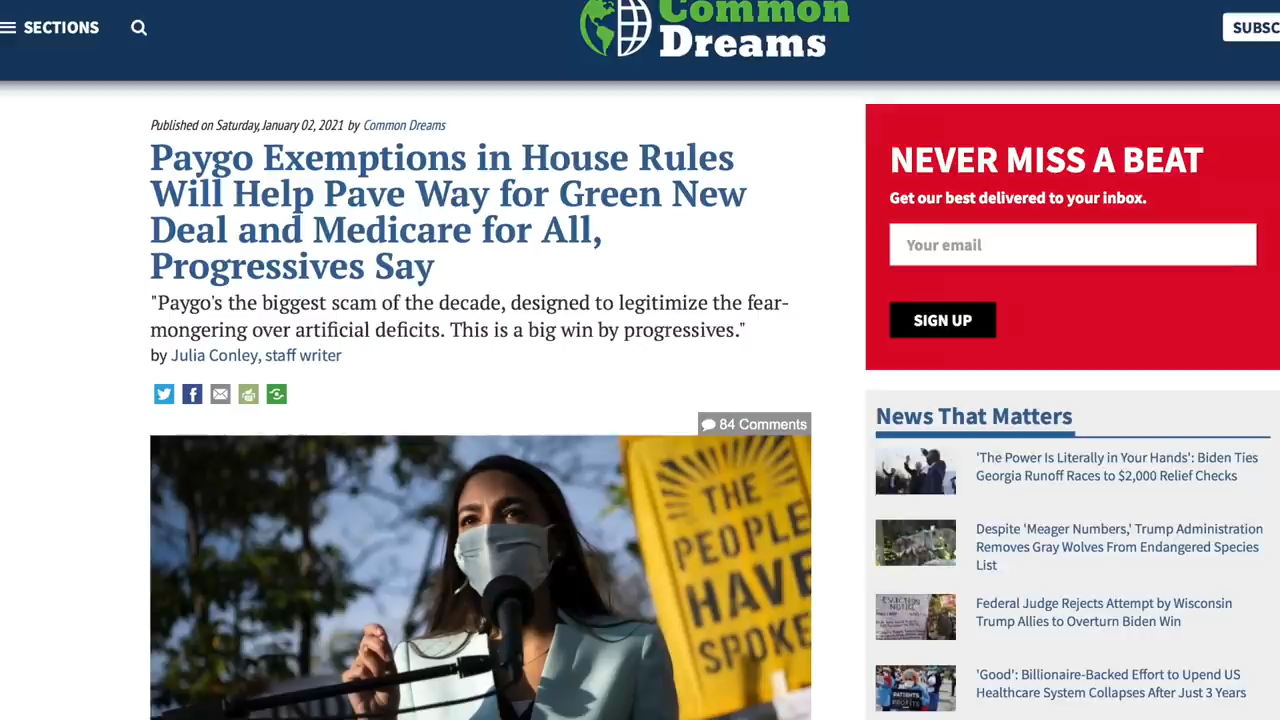 SECTIONS
Common
Dreams
SUBSC
Published on Saturday, January 02, 2021 by Common Dreams
Paygo Exemptions in House Rules
Will Help Pave Way for Green New
Deal and Medicare for All,
Progressives Say
"Paygo's the biggest scam of the decade, designed to legitimize the fear-
mongering over artificial deficits. This is a big win by progressives."
by Julia Conley, staff writer
84 Comments
THE
PEOPLE
HAVE
SPOKE
NEVER MISS A BEAT
Get our best delivered to your inbox.
Your email
SIGN UP
News That Matters
'The Power Is Literally in Your Hands': Biden Ties
Georgia Runoff Races to $2,000 Relief Checks
Despite 'Meager Numbers,' Trump Administration
Removes Gray Wolves From Endangered Species
List
EVICTION
NOTICE
Federal Judge Rejects Attempt by Wisconsin
Trump Allies to Overturn Biden Win
PATIENTS
PROFITS
'Good': Billionaire-Backed Effort to Upend US
Healthcare System Collapses After Just 3 Years